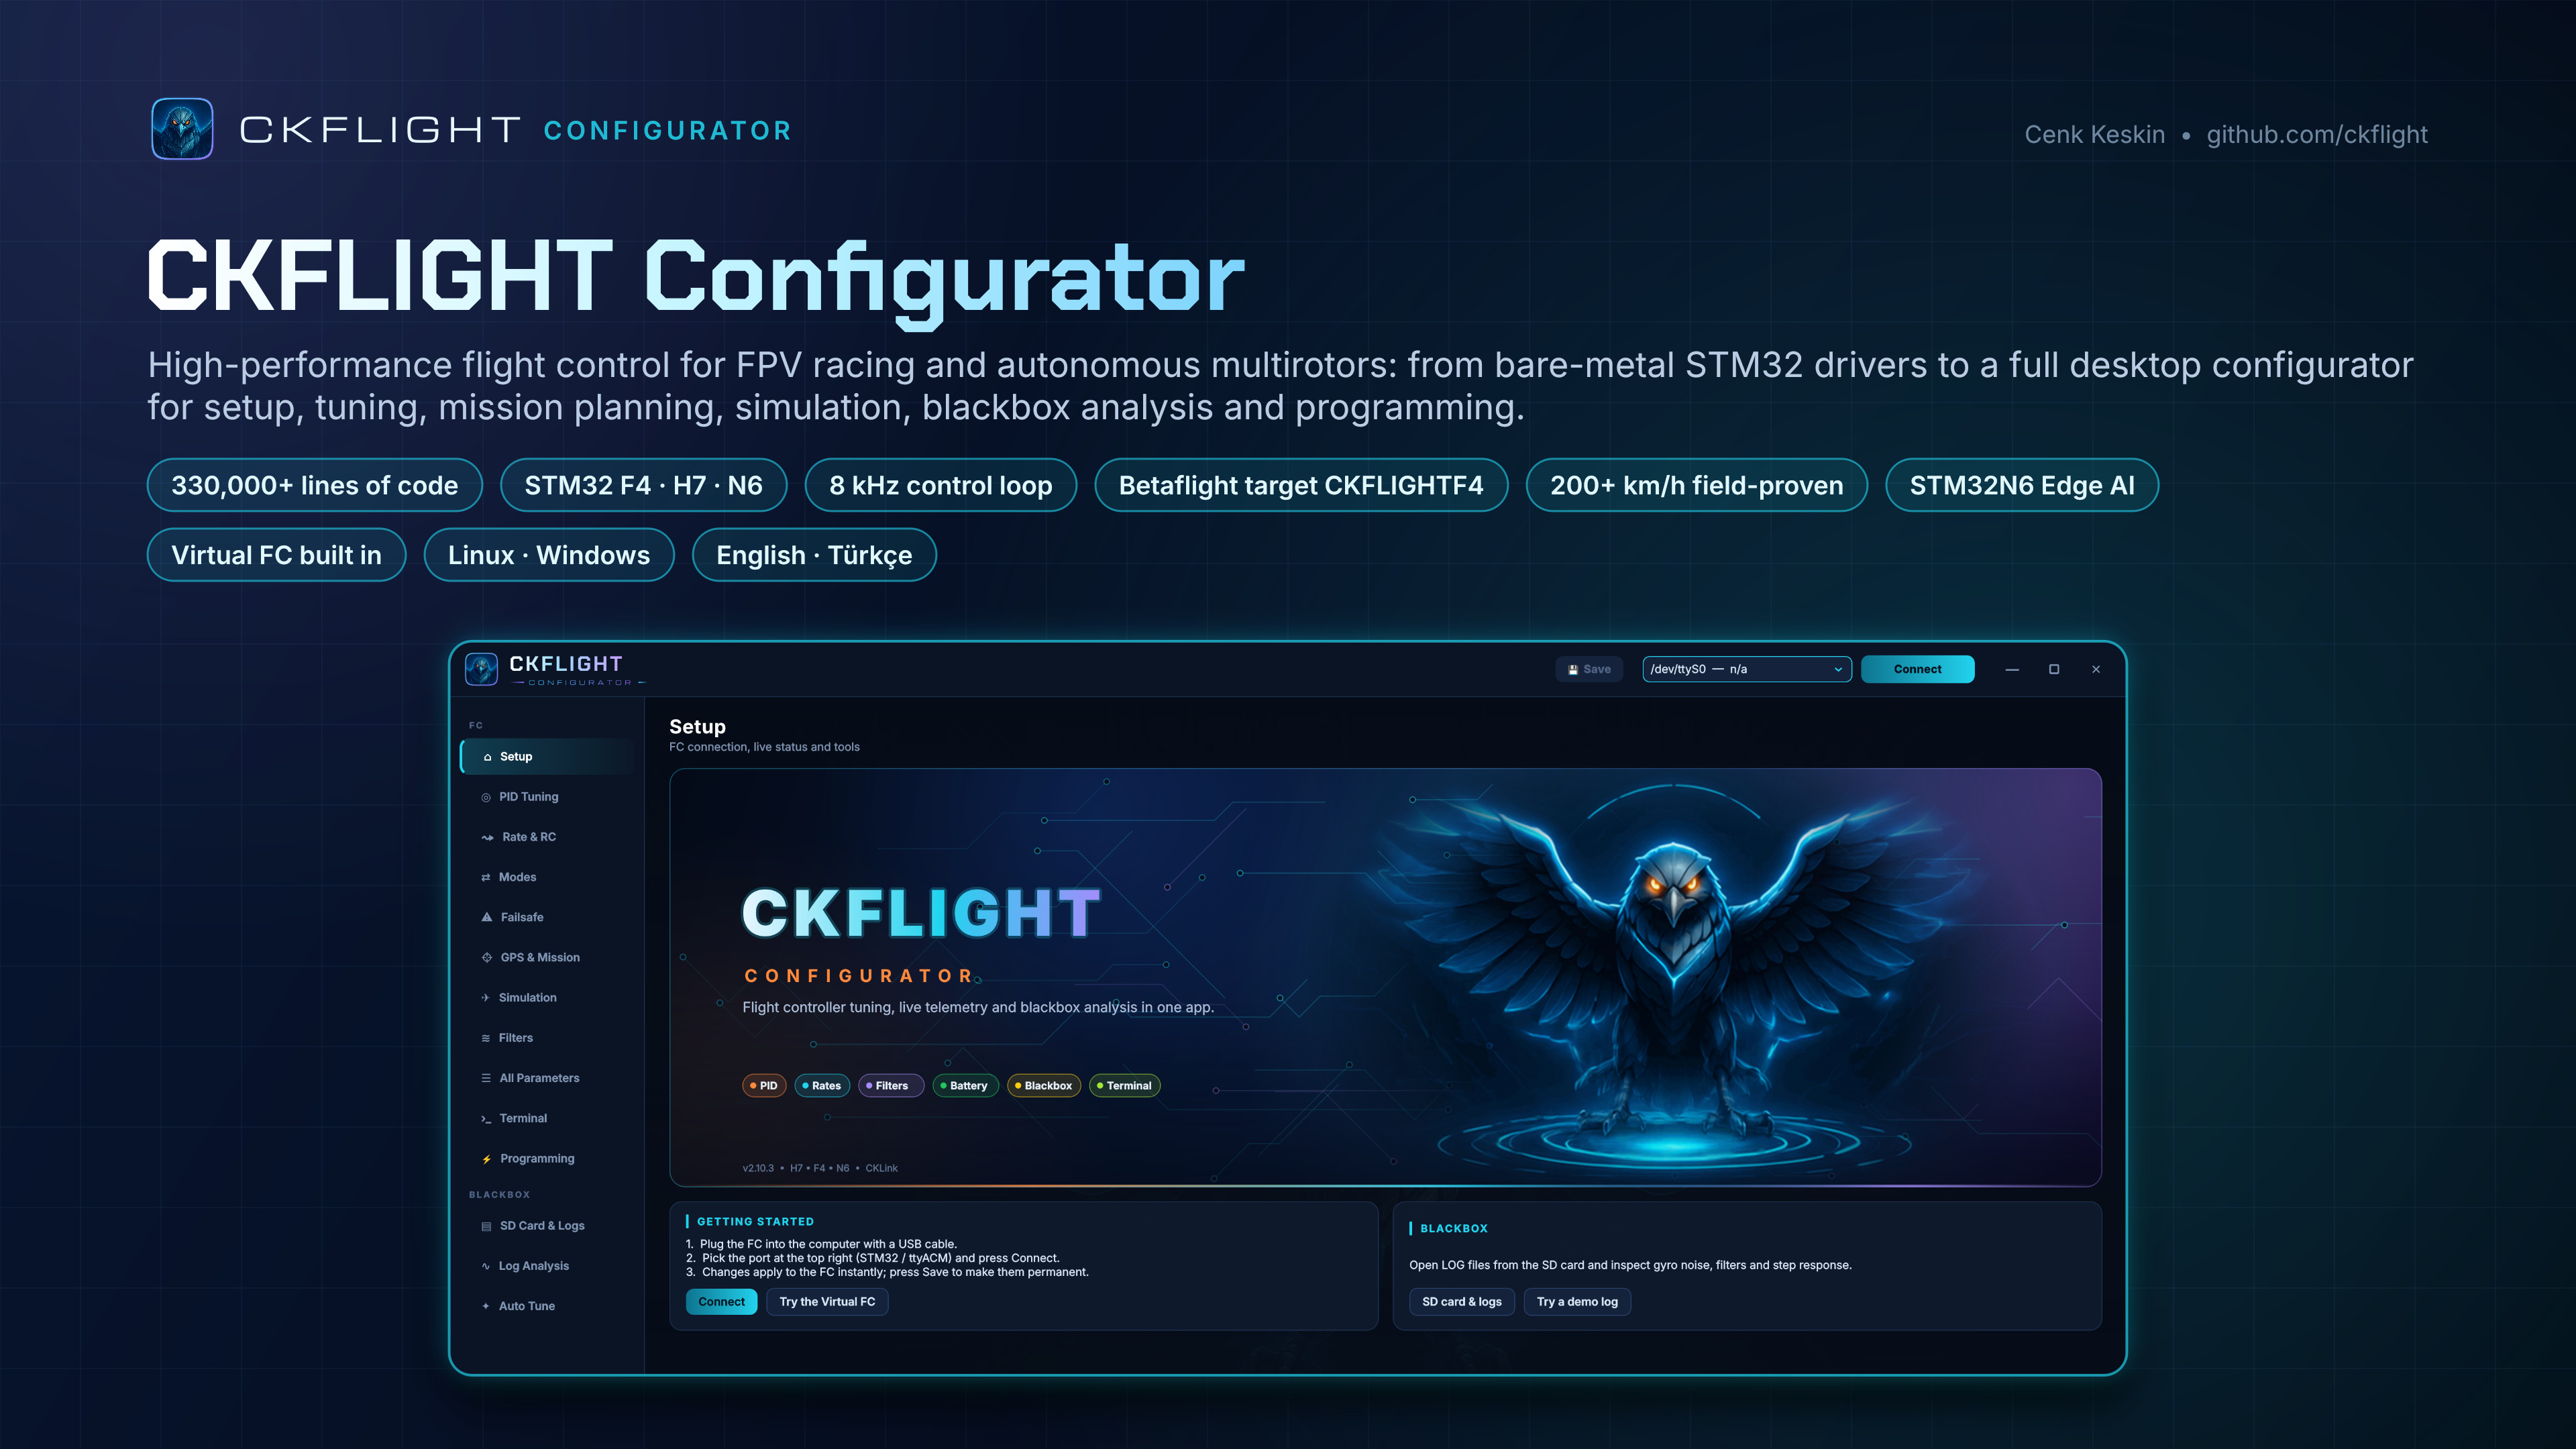 CKFLIGHT CONFIGURATOR
Cenk Keskin • github.com/ckflight
CKFLIGHT Configurator
High-performance flight control for FPV racing and autonomous multirotors: from bare-metal STM32 drivers to a full desktop configurator
for setup, tuning, mission planning, simulation, blackbox analysis and programming.
330,000+ lines of code
STM32 F4 · H7 · N6
8 kHz control loop
Betaflight target CKFLIGHTF4
200+ km/h field-proven
STM32N6 Edge AI
Virtual FC built in
Linux · Windows
English · Türkçe
CKFLIGHT
CONFIGURATOR
Save
/dev/ttyS0 — n/a
Connect
FC
Setup
PID Tuning
Rate & RC
Modes
Failsafe
GPS & Mission
Simulation
Filters
All Parameters
Terminal
Programming
BLACKBOX
SD Card & Logs
Log Analysis
Auto Tune
Setup
FC connection, live status and tools
CKFLIGHT
CONFIGURATOR
Flight controller tuning, live telemetry and blackbox analysis in one app.
PID
Rates
Filters
Battery
Blackbox
Terminal
v2.10.3 • H7 • F4 • N6 • CKLink
GETTING STARTED
1. Plug the FC into the computer with a USB cable.
2. Pick the port at the top right (STM32 / ttyACM) and press Connect.
3. Changes apply to the FC instantly; press Save to make them permanent.
Connect
Try the Virtual FC
BLACKBOX
Open LOG files from the SD card and inspect gyro noise, filters and step response.
SD card & logs
Try a demo log